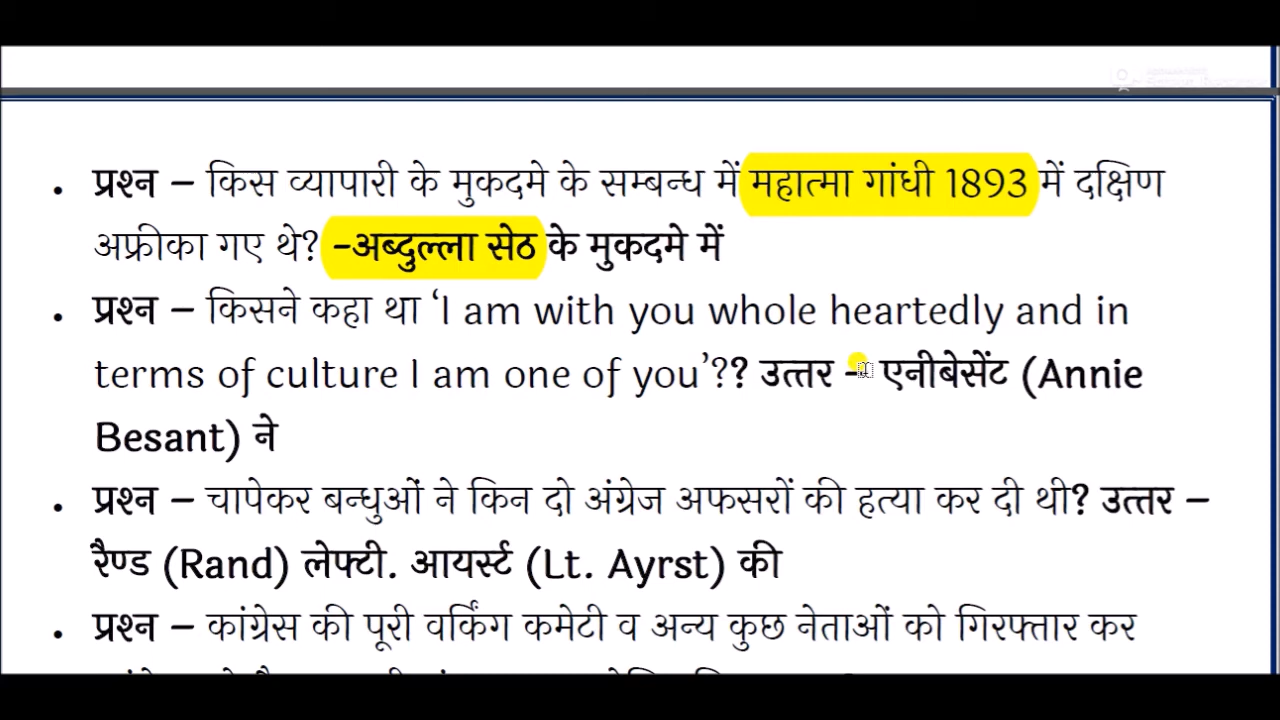 • प्रश्न – किस व्यापारी के मुकदमे के सम्बन्ध में महात्मा गांधी 1893 में दक्षिण
अफ्रीका गए थे? -अब्दुल्ला सेठ के मुकदमे में
• प्रश्न – किसने कहा था ‘I am with you whole heartedly and in
terms of culture I am one of you’?? उत्तर – एनीबेसेंट (Annie
Besant) ने
• प्रश्न – चापेकर बन्धुओं ने किन दो अंग्रेज अफसरों की हत्या कर दी थी? उत्तर –
रैण्ड (Rand) लेफ्टी. आयर्स्ट (Lt. Ayrst) की
• प्रश्न – कांग्रेस की पूरी वर्किंग कमेटी व अन्य कुछ नेताओं को गिरफ्तार कर